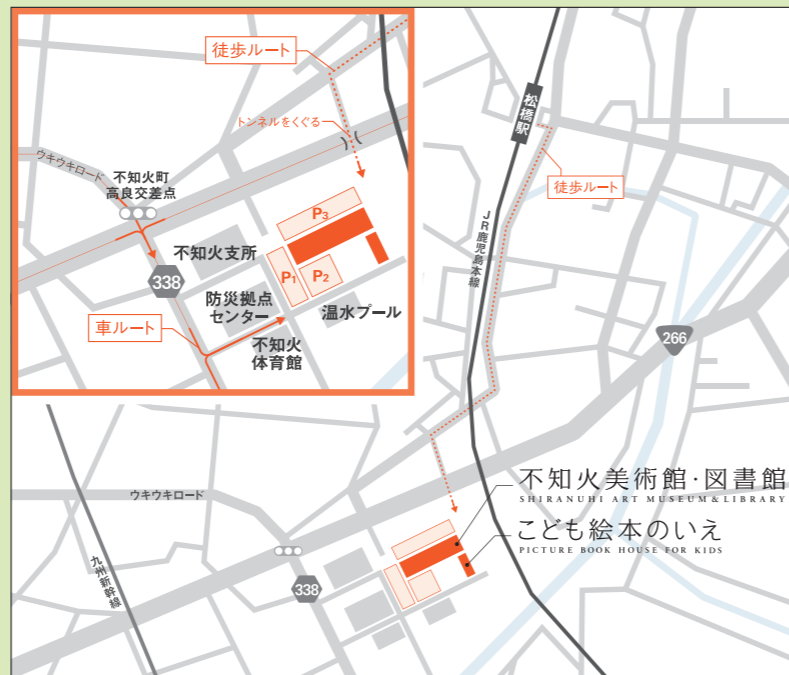 徒歩ルート
トンネルをくぐる
ウキウキロード
不知火町
高良交差点
P3
不知火支所
338
P1
P2
防災拠点
センター
温水プール
車ルート
不知火
体育館
松橋駅
徒歩ルート
JR鹿児島本線
266
不知火美術館·図書館
SHIRANUHI ART MUSEUM & LIBRARY
こども絵本のいえ
PICTURE BOOK HOUSE FOR KIDS
ウキウキロード
九州新幹線
338